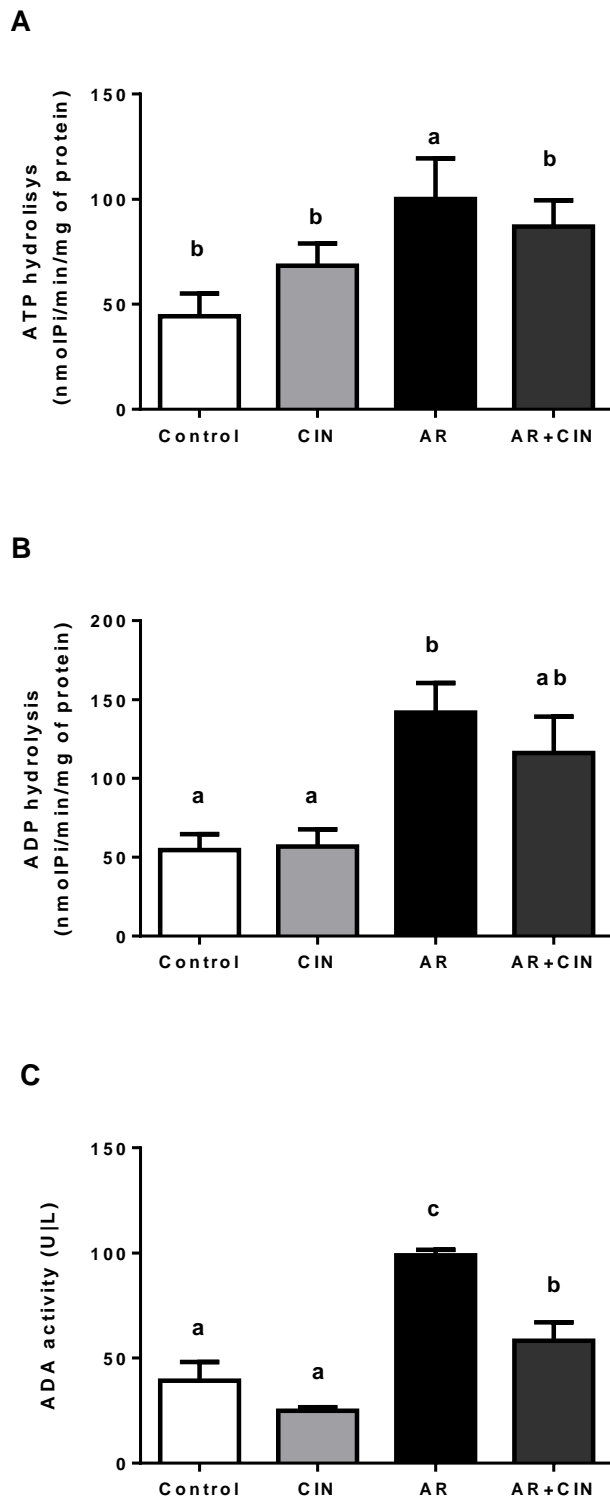 A
ATP hydrolisys
(nmolPi/min/mg of protein)
150
100
50
0
b
b
a
b
Control
CIN
AR
AR+CIN
B
ADP hydrolysis
(nmolPi/min/mg of protein)
200
150
100
50
0
a
a
b
ab
Control
CIN
AR
AR+CIN
C
ADA activity (U|L)
150
100
50
0
a
a
c
b
Control
CIN
AR
AR+CIN